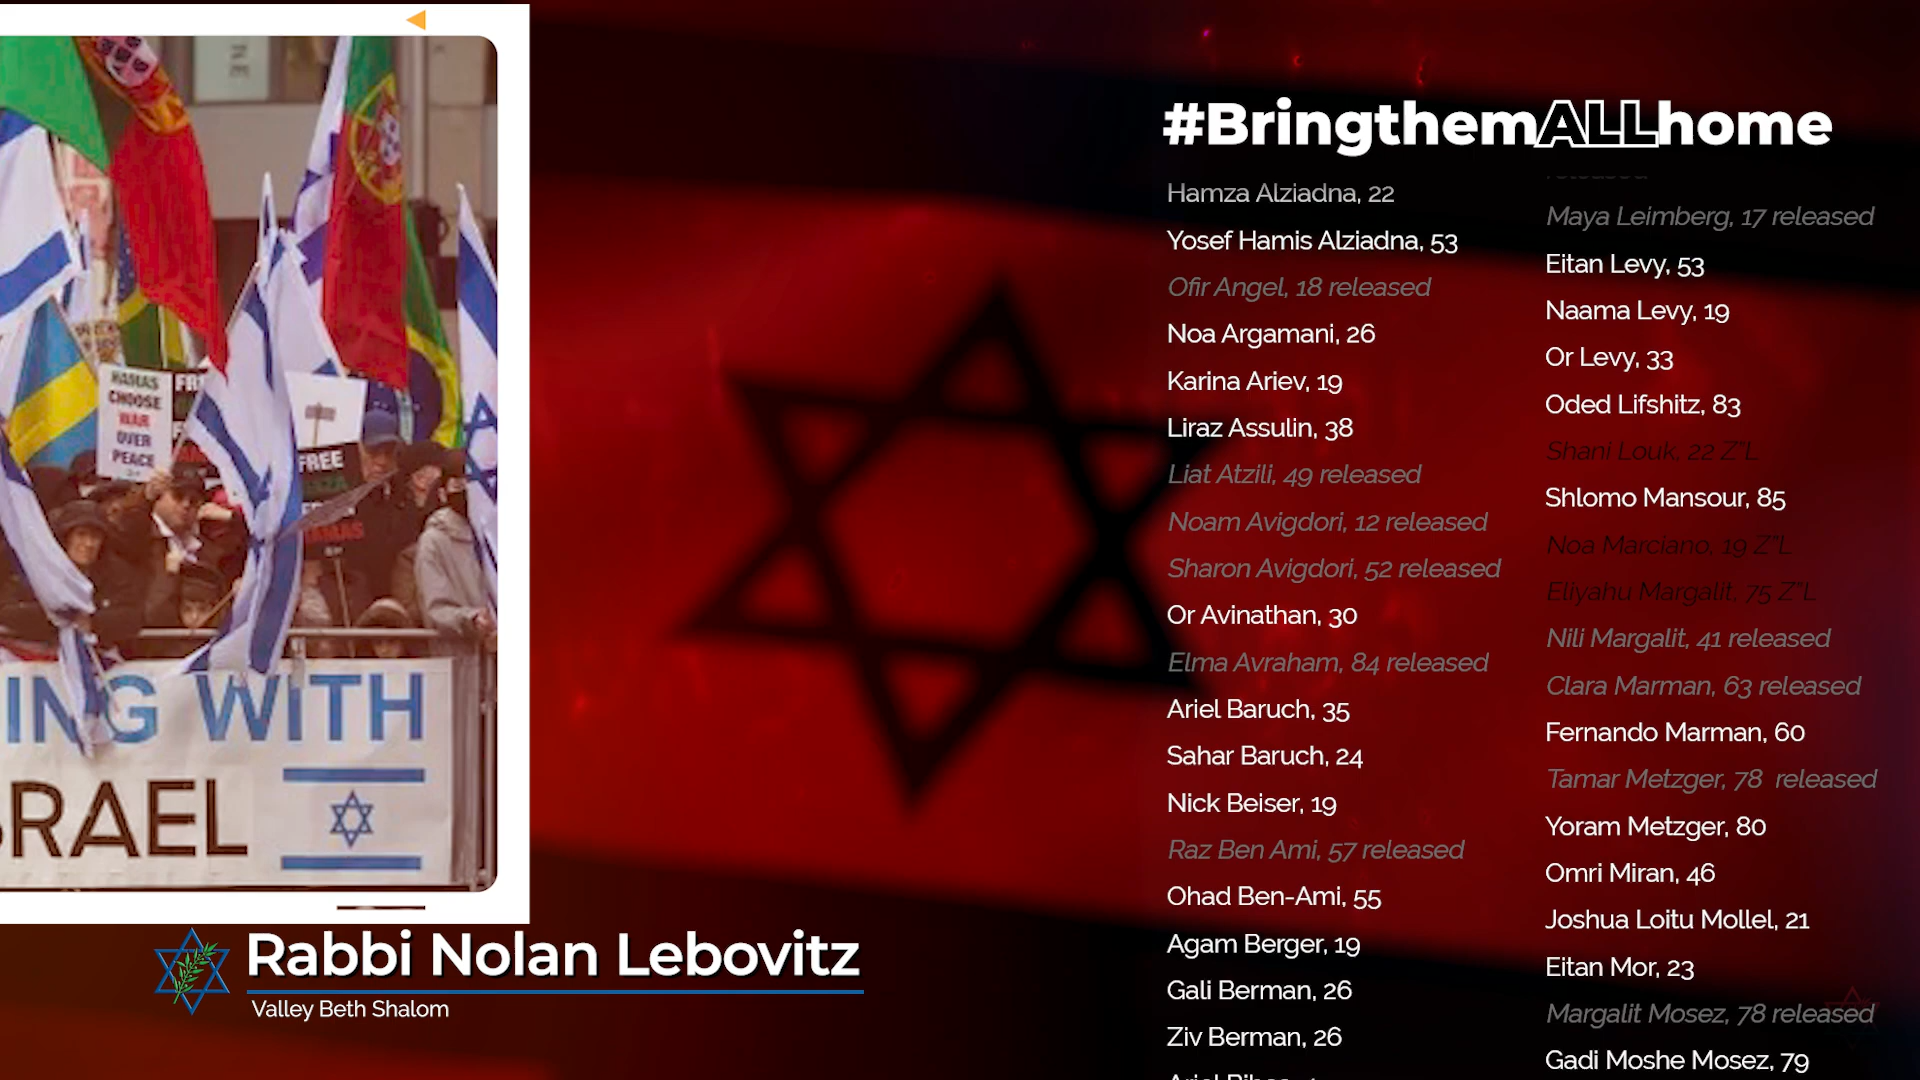 HAMAS
CHOOSE
WAR
OVER
PEACE
FREE
ING WITH
SRAEL
Rabbi Nolan Lebovitz
Valley Beth Shalom
#BringthemALLhome
Hamza Alziadna, 22
Yosef Hamis Alziadna, 53
Ofir Angel, 18 released
Noa Argamani, 26
Karina Ariev, 19
Liraz Assulin, 38
Liat Atzili, 49 released
Noam Avigdori, 12 released
Sharon Avigdori, 52 released
Or Avinathan, 30
Elma Avraham, 84 released
Ariel Baruch, 35
Sahar Baruch, 24
Nick Beiser, 19
Raz Ben Ami, 57 released
Ohad Ben-Ami, 55
Agam Berger, 19
Gali Berman, 26
Ziv Berman, 26
released
Maya Leimberg, 17 released
Eitan Levy, 53
Naama Levy, 19
Or Levy, 33
Oded Lifshitz, 83
Shani Louk, 22 Z"L
Shlomo Mansour, 85
Noa Marciano, 19 Z"L
Eliyahu Margalit, 75 Z"L
Nili Margalit, 41 released
Clara Marman, 63 released
Fernando Marman, 60
Tamar Metzger, 78 released
Yoram Metzger, 80
Omri Miran, 46
Joshua Loitu Mollel, 21
Eitan Mor, 23
Margalit Mosez, 78 released
Gadi Moshe Mosez, 79